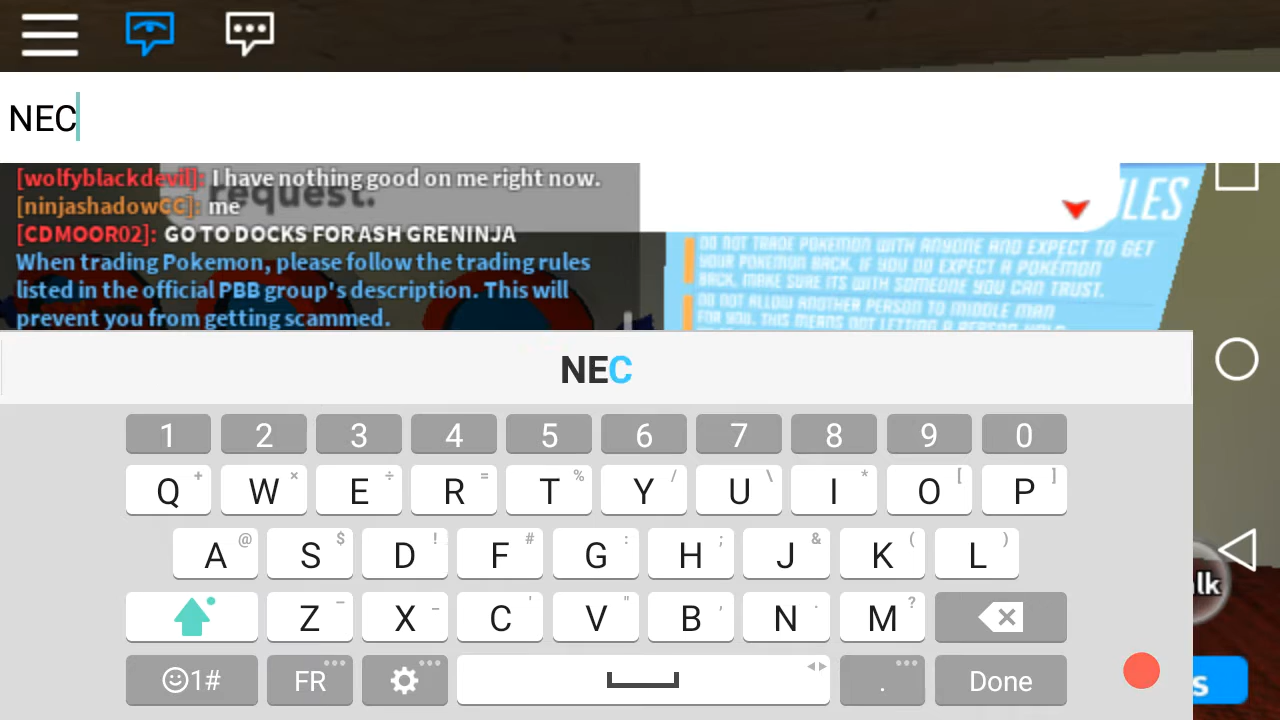 NEC
[wolfyblackdevil]: I have nothing good on me right now.
request.
[ninjashadowCC]: me
[CDMOOR02]: GO TO DOCKS FOR ASH GRENINJA
When trading Pokemon, please follow the trading rules
listed in the official PBB group's description. This will
prevent you from getting scammed.
ULES
DO NOT TRADE POKEMON WITH ANYONE AND EXPECT TO GET
YOUR POKEMON BACK. IF YOU DO EXPECT A POKEMON
BACK, MAKE SURE ITS WITH SOMEONE YOU CAN TRUST.
DO NOT ALLOW ANOTHER PERSON TO MIDDLE MAN
FOR YOU. THIS MEANS NOT LETTING A PERSON HOLD
NEC
1 2 3 4 5 6 7 8 9 0
Q + W × E ÷ R = T % Y / U \ I * O [ P ]
A @ S $ D ! F # G : H ; J & K ( L )
Z _ X - C ' V " B , N . M ?
1# FR . Done
lk
s